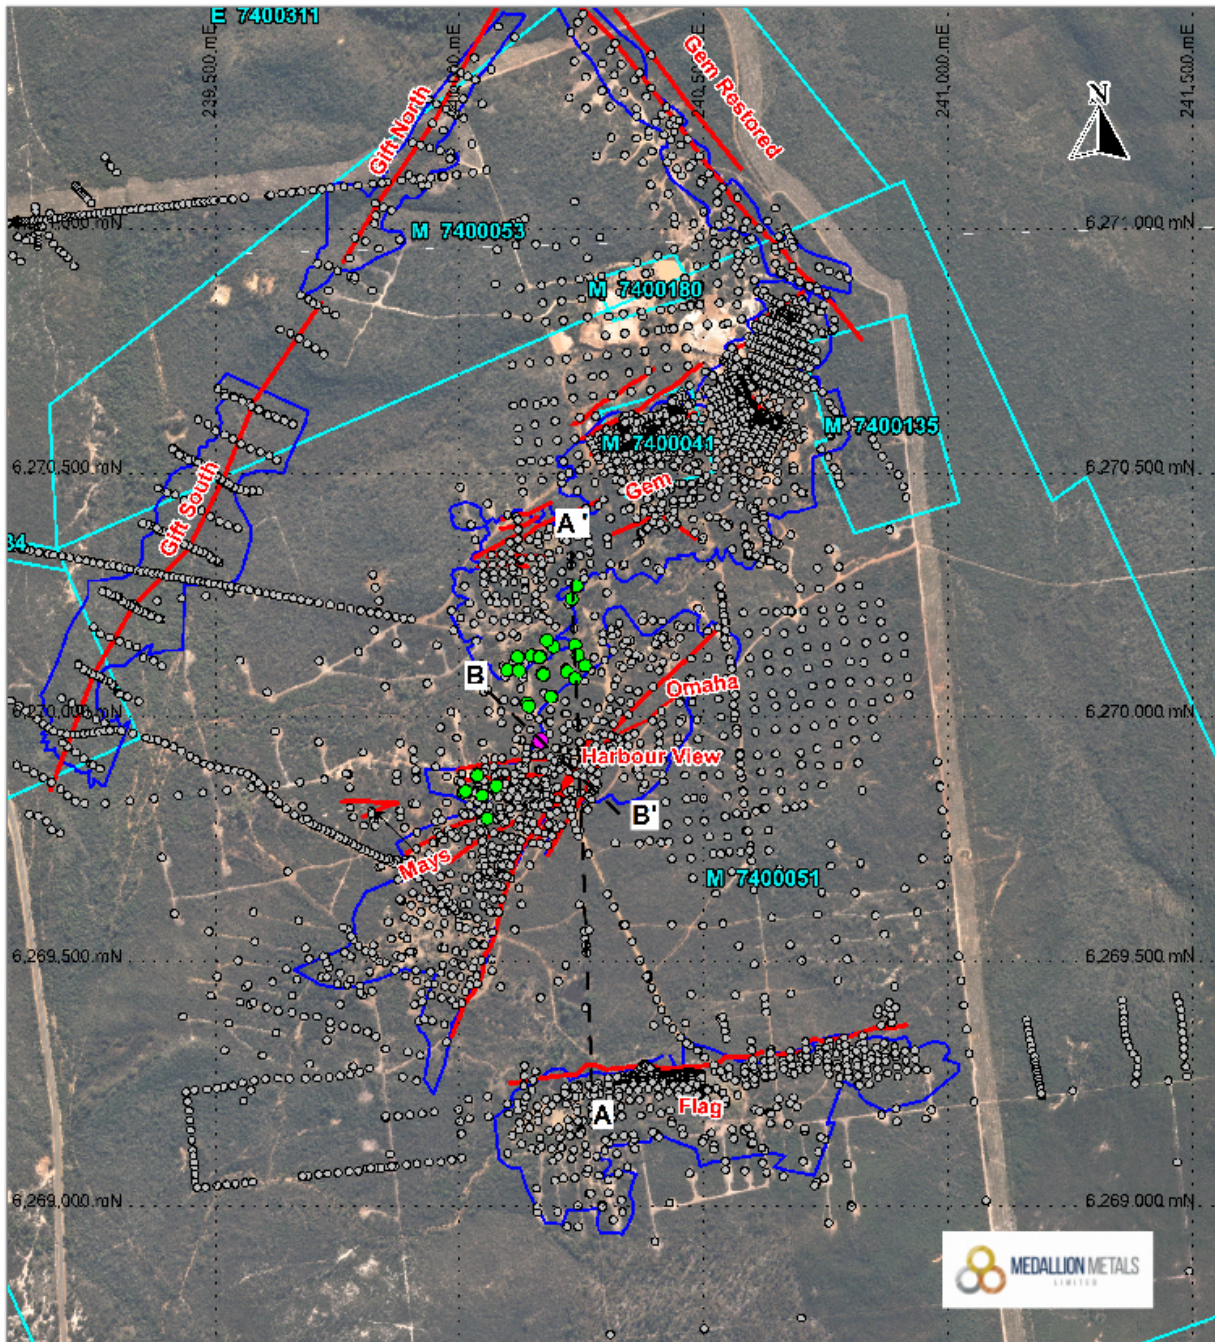 E 7400311
239,500 mE
240,500 mE
241,000 mE
241,500 mE
N
Gem Restored
Gift North
M 7400053
6,271,000 mN
M 7400180
M 7400135
M 7400041
6,270,500 mN
6,270,500 mN
Gem
Gift South
A'
34
B
Omaha
6,270,000 mN
6,270,000 mN
Harbour View
B'
Mays
M 7400051
6,269,500 mN
6,269,500 mN
Flag
A
6,269,000 mN
6,269,000 mN
MEDALLION METALS
LIMITED